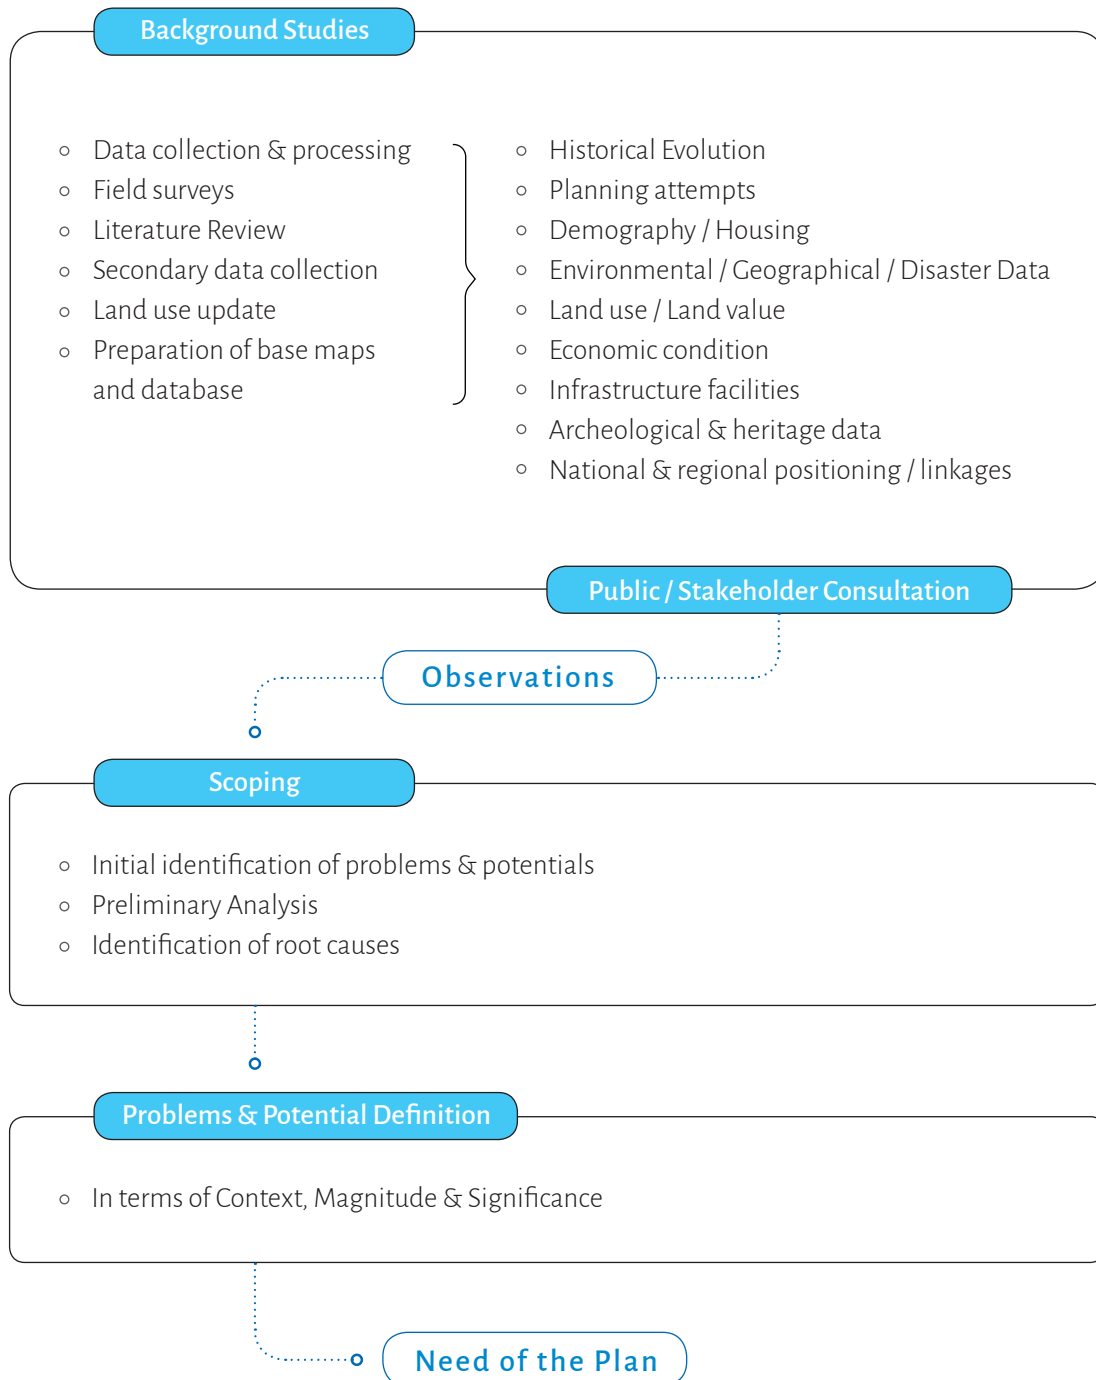 Background Studies
Data collection & processing
Field surveys
Literature Review
Secondary data collection
Land use update
Preparation of base maps
and database
Historical Evolution
Planning attempts
Demography / Housing
Environmental / Geographical / Disaster Data
Land use / Land value
Economic condition
Infrastructure facilities
Archeological & heritage data
National & regional positioning / linkages
Public / Stakeholder Consultation
Observations
Scoping
Initial identification of problems & potentials
Preliminary Analysis
Identification of root causes
Problems & Potential Definition
In terms of Context, Magnitude & Significance
Need of the Plan